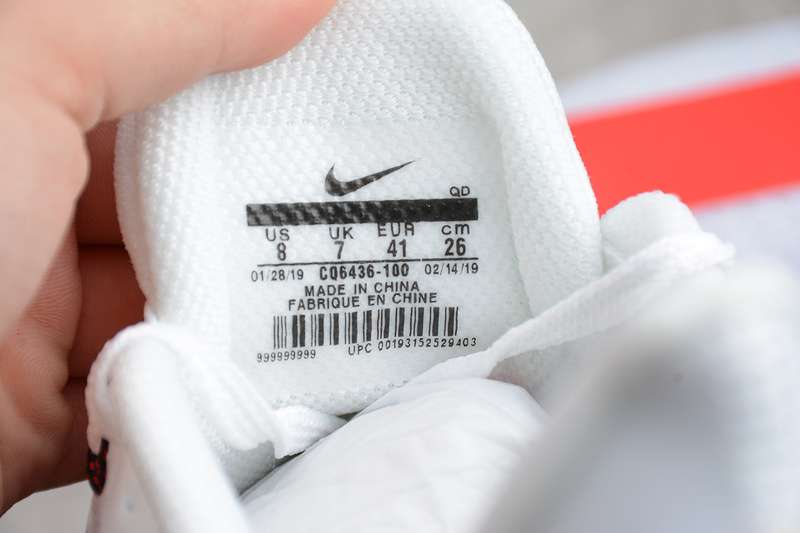 QD
US UK EUR cm
8 7 41 26
01/28/19 CQ6436-100 02/14/19
MADE IN CHINA
FABRIQUE EN CHINE
999999999 UPC 00193152529403